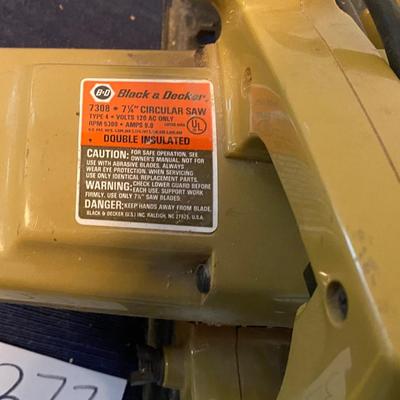 B&D Black & Decker
7308 • 7¼" CIRCULAR SAW
TYPE 4 • VOLTS 120 AC ONLY
RPM 5300 • AMPS 9.0
UL
• DOUBLE INSULATED
CAUTION: FOR SAFE OPERATION, SEE
OWNER'S MANUAL. NOT FOR
USE WITH ABRASIVE BLADES. ALWAYS
WEAR EYE PROTECTION. WHEN SERVICING
USE ONLY IDENTICAL REPLACEMENT PARTS.
WARNING: CHECK LOWER GUARD BEFORE
EACH USE. SUPPORT WORK
FIRMLY. USE ONLY 7¼" SAW BLADES.
DANGER: KEEP HANDS AWAY FROM BLADE.
BLACK & DECKER (U.S.) INC. RALEIGH, NC 27625, U.S.A.